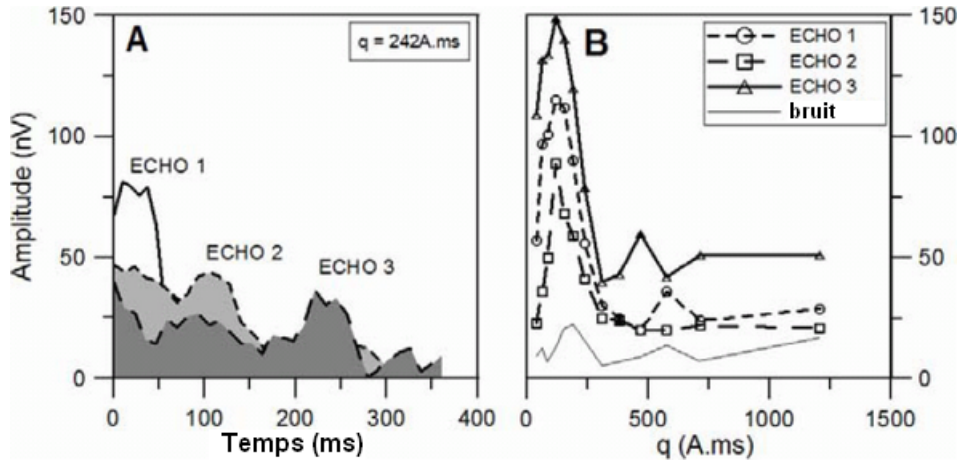 A
q = 242A.ms
ECHO 1
ECHO 2
ECHO 3
Amplitude (nV)
150
100
50
0
0
100
200
300
400
Temps (ms)
B
ECHO 1
ECHO 2
ECHO 3
bruit
150
100
50
0
0
500
1000
1500
q (A.ms)